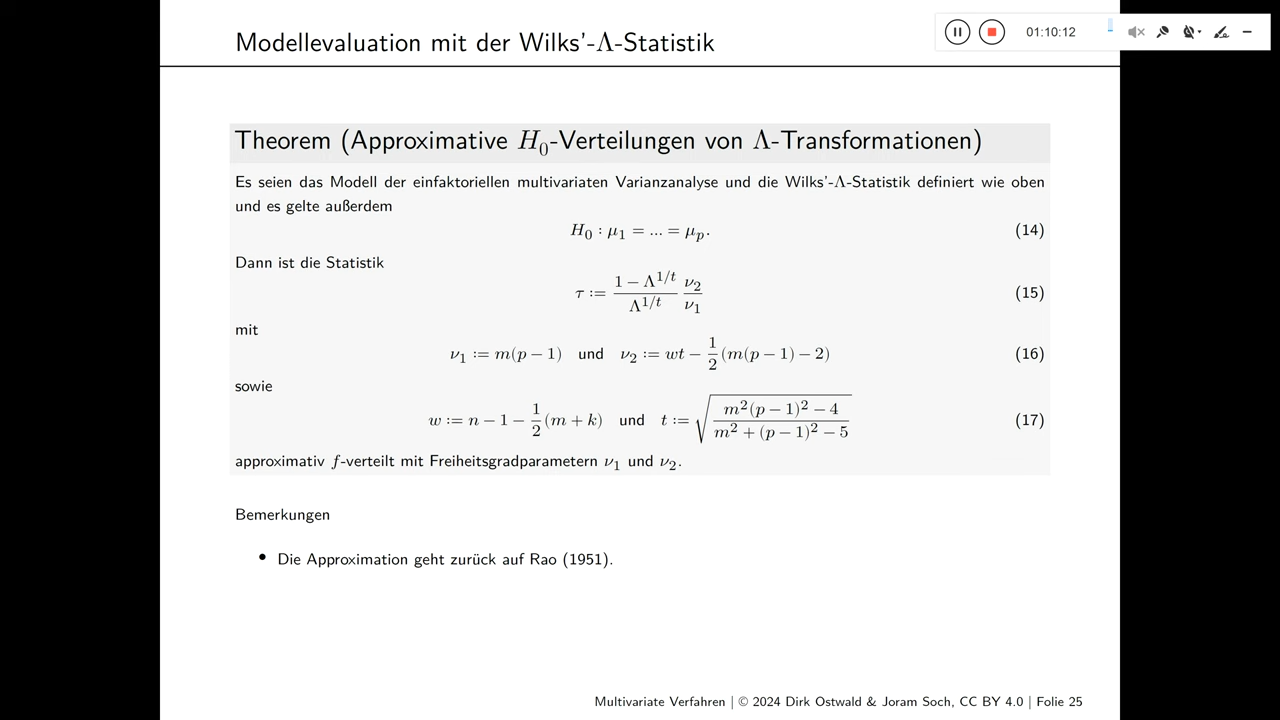 Modellevaluation mit der Wilks'-Λ-Statistik
01:10:12
Theorem (Approximative H₀-Verteilungen von Λ-Transformationen)
Es seien das Modell der einfaktoriellen multivariaten Varianzanalyse und die Wilks'-Λ-Statistik definiert wie oben
und es gelte außerdem
H₀ : μ₁ = ... = μₚ. (14)
Dann ist die Statistik
τ := (1 − Λ^{1/t})/(Λ^{1/t}) ν₂/ν₁ (15)
mit
ν₁ := m(p − 1) und ν₂ := wt − 1/2 (m(p − 1) − 2) (16)
sowie
w := n − 1 − 1/2 (m + k) und t := √((m²(p − 1)² − 4)/(m² + (p − 1)² − 5)) (17)
approximativ f-verteilt mit Freiheitsgradparametern ν₁ und ν₂.
Bemerkungen
• Die Approximation geht zurück auf Rao (1951).
Multivariate Verfahren | © 2024 Dirk Ostwald & Joram Soch, CC BY 4.0 | Folie 25